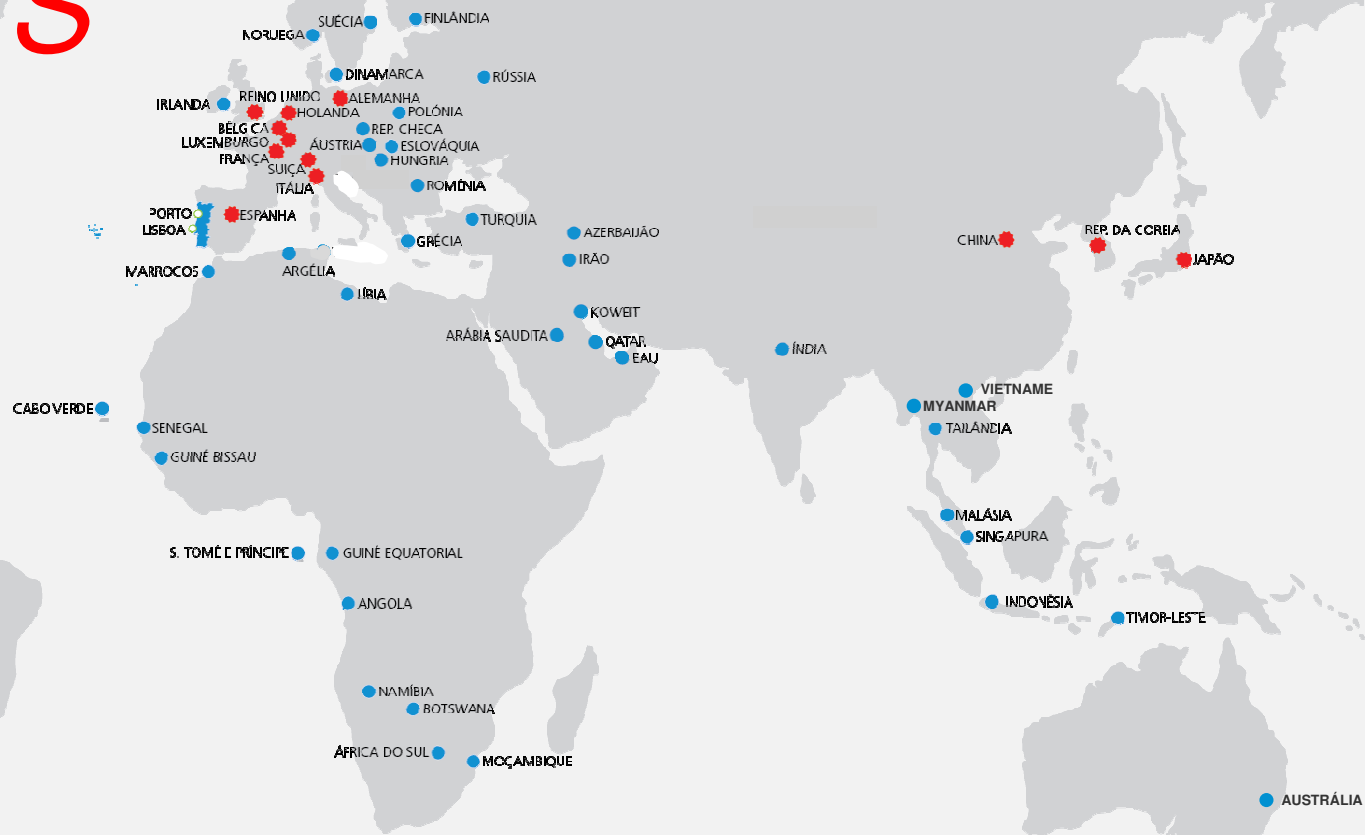 S
SUÉCIA
FINLÂNDIA
NORUEGA
DINAMARCA
RÚSSIA
REINO UNIDO
ALEMANHA
IRLANDA
HOLANDA
POLÓNIA
BÉLGICA
REP. CHECA
LUXEMBURGO
ÁUSTRIA
ESLOVÁQUIA
FRANÇA
HUNGRIA
SUIÇA
ITÁLIA
ROMÉNIA
PORTO
ESPANHA
TURQUIA
LISBOA
AZERBAIJÃO
GRÉCIA
CHINA
REP. DA COREIA
IRÃO
JAPÃO
MARROCOS
ARGÉLIA
LÍBIA
KOWEIT
ARÁBIA SAUDITA
QATAR
EAU
ÍNDIA
VIETNAME
MYANMAR
CABO VERDE
SENEGAL
TAILÂNDIA
GUINÉ BISSAU
MALÁSIA
SINGAPURA
S. TOMÉ E PRÍNCIPE
GUINÉ EQUATORIAL
ANGOLA
INDONÉSIA
TIMOR-LESTE
NAMÍBIA
BOTSWANA
ÁFRICA DO SUL
MOÇAMBIQUE
AUSTRÁLIA